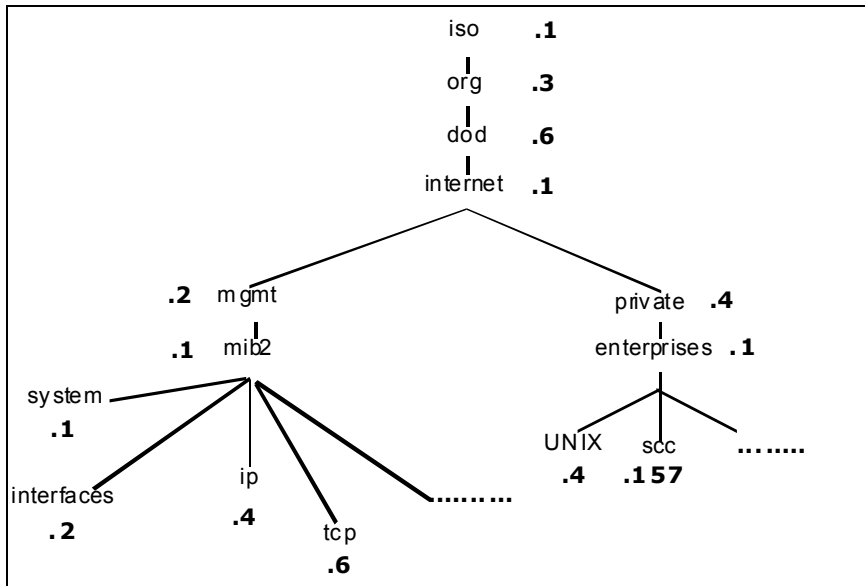 iso .1
org .3
dod .6
internet .1
.2 mgmt
private .4
.1 mib2
enterprises .1
system
.1
UNIX
.4
scc
.157
.........
interfaces
.2
ip
.4
tcp
.6
.........